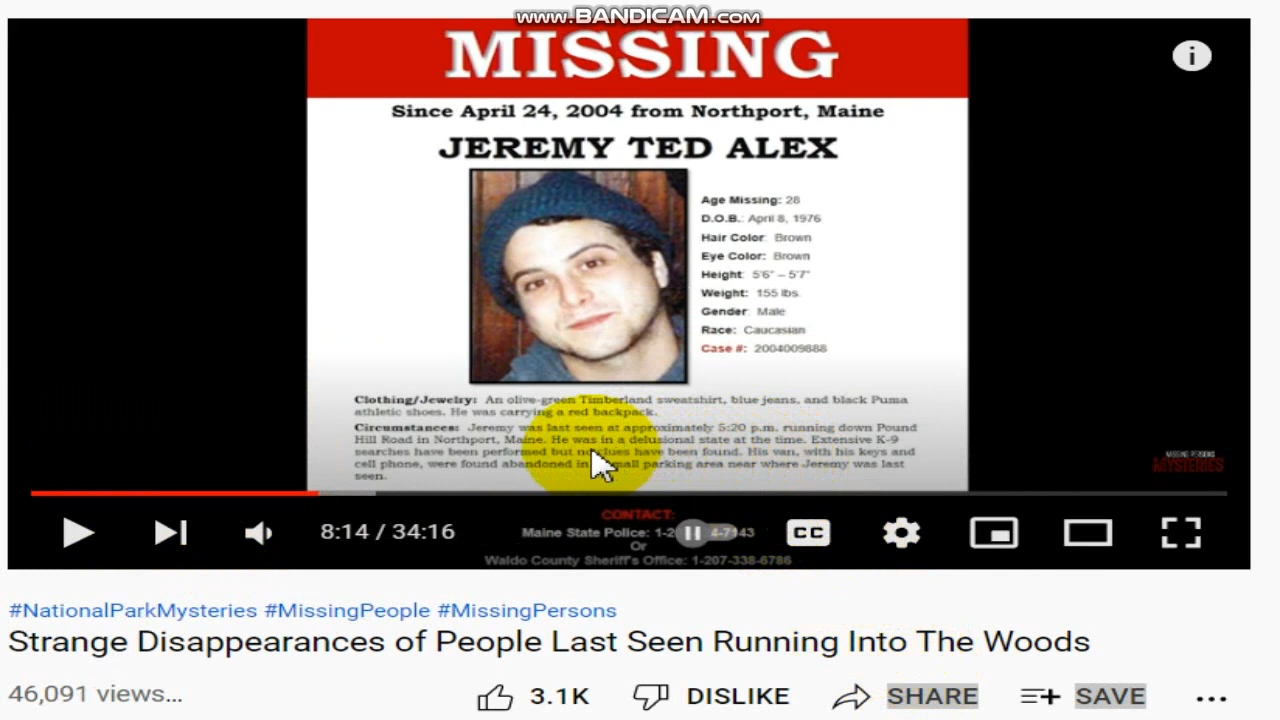 www.BANDICAM.com
MISSING
i
Since April 24, 2004 from Northport, Maine
JEREMY TED ALEX
Age Missing: 28
D.O.B.: April 8, 1976
Hair Color: Brown
Eye Color: Brown
Height: 5'6" – 5'7"
Weight: 155 lbs.
Gender: Male
Race: Caucasian
Case #: 2004009888
Clothing/Jewelry: An olive-green Timberland sweatshirt, blue jeans, and black Puma
athletic shoes. He was carrying a red backpack.
Circumstances: Jeremy was last seen at approximately 5:20 p.m. running down Pound
Hill Road in Northport, Maine. He was in a delusional state at the time. Extensive K-9
searches have been performed but no clues have been found. His van, with his keys and
cell phone, were found abandoned in small parking area near where Jeremy was last
seen.
MISSING PERSONS
MYSTERIES
CONTACT:
8:14 / 34:16
Maine State Police: 1-2 4-7143
CC
Or
Waldo County Sheriff's Office: 1-207-338-6786
#NationalParkMysteries #MissingPeople #MissingPersons
Strange Disappearances of People Last Seen Running Into The Woods
46,091 views...
3.1K
DISLIKE
SHARE
SAVE
...